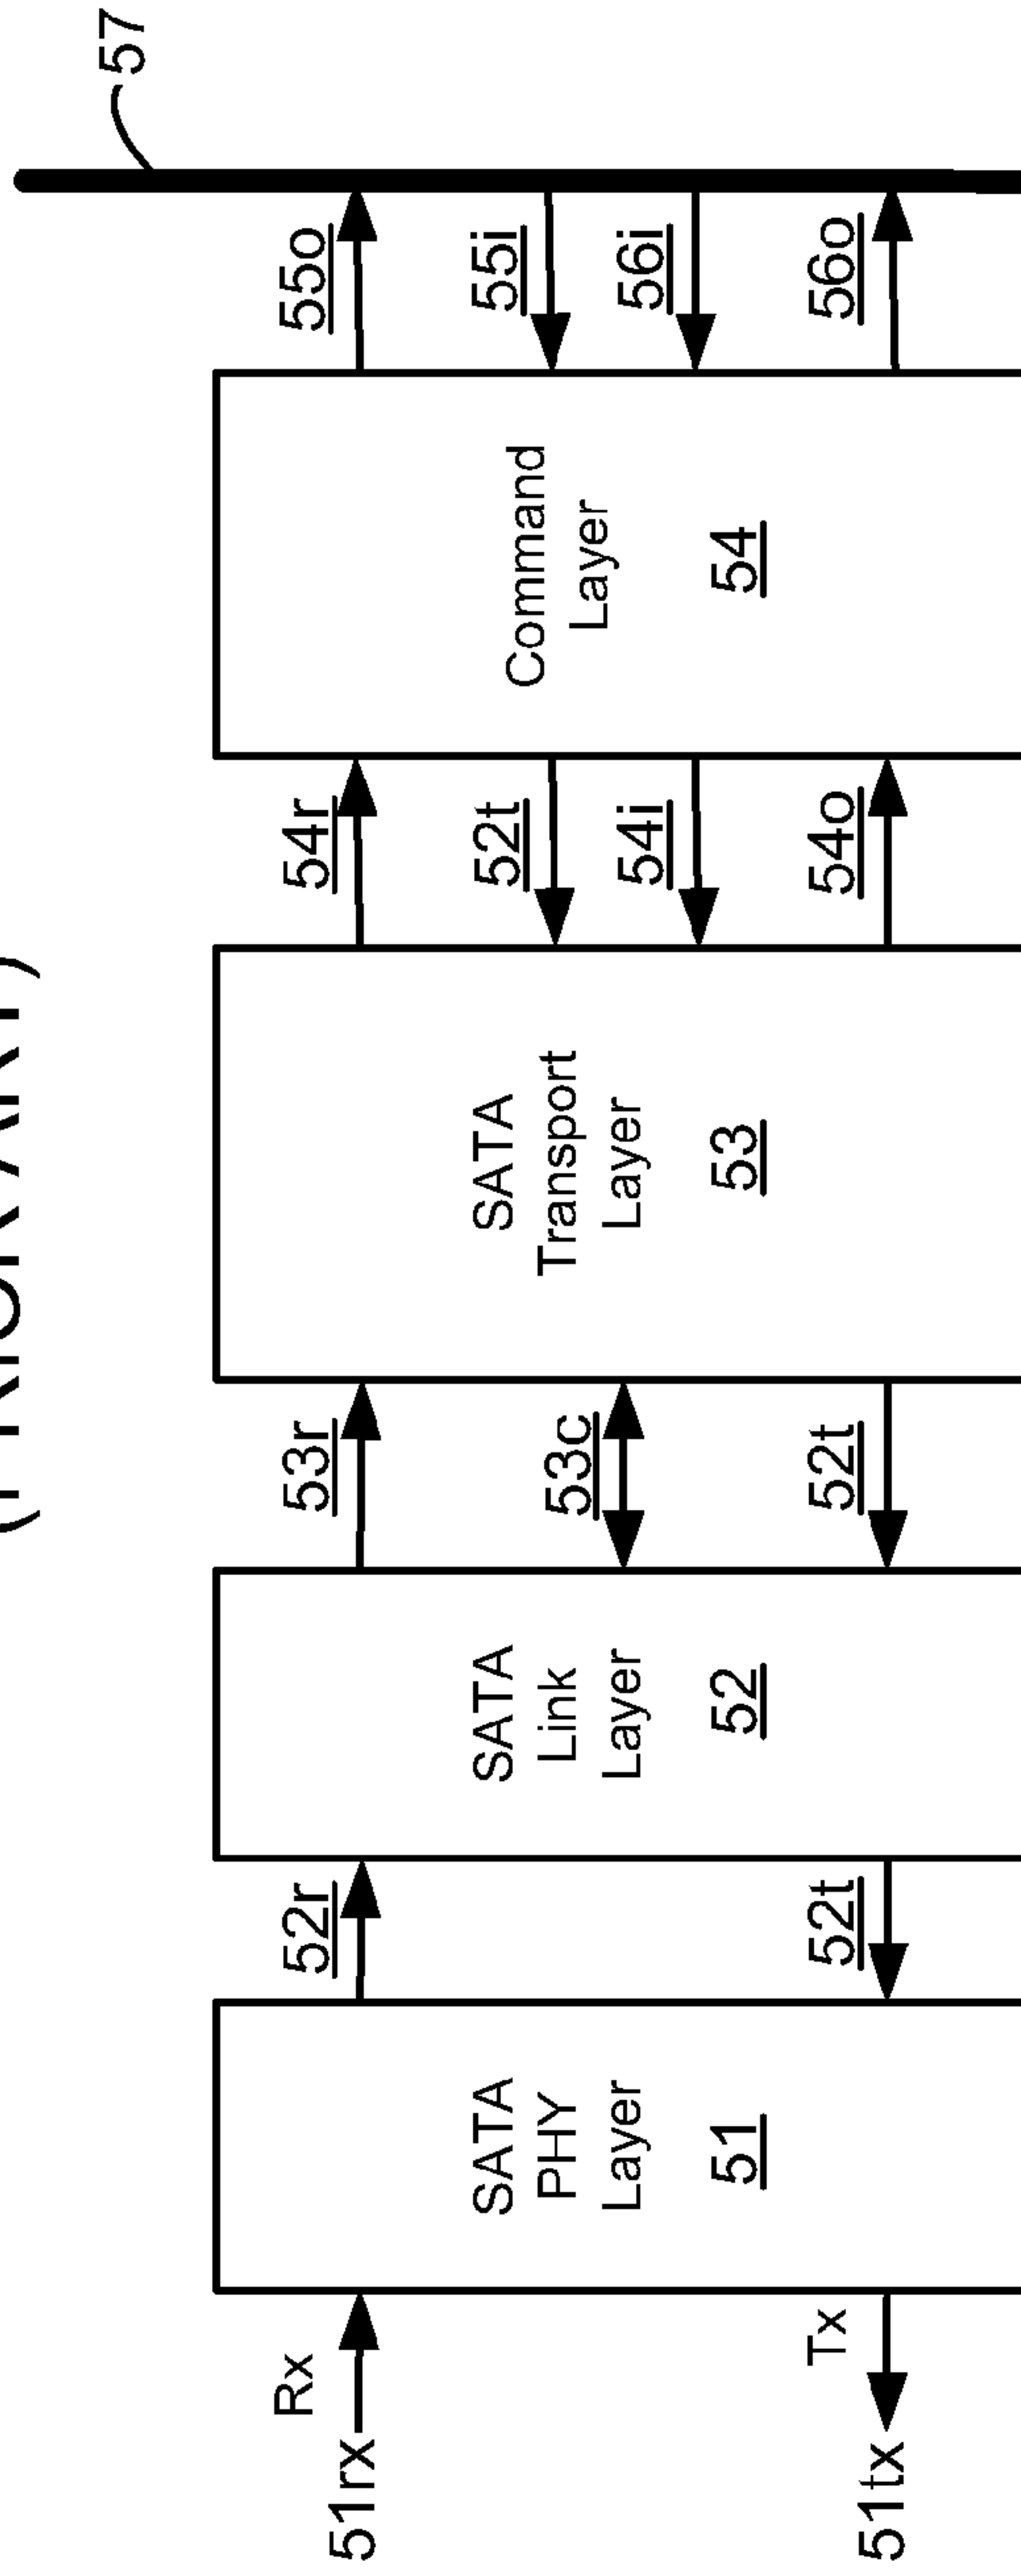 (PRIOR ART)
57
55o
55i
56i
56o
Command
Layer
54
54r
52t
54i
54o
SATA
Transport
Layer
53
53r
53c
52t
SATA
Link
Layer
52
52r
52t
SATA
PHY
Layer
51
Rx
51rx
Tx
51tx